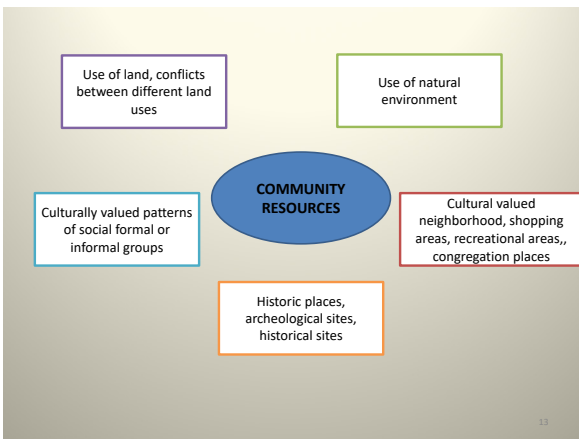 Use of land, conflicts
between different land
uses
Use of natural
environment
COMMUNITY
RESOURCES
Culturally valued patterns
of social formal or
informal groups
Cultural valued
neighborhood, shopping
areas, recreational areas,,
congregation places
Historic places,
archeological sites,
historical sites
13